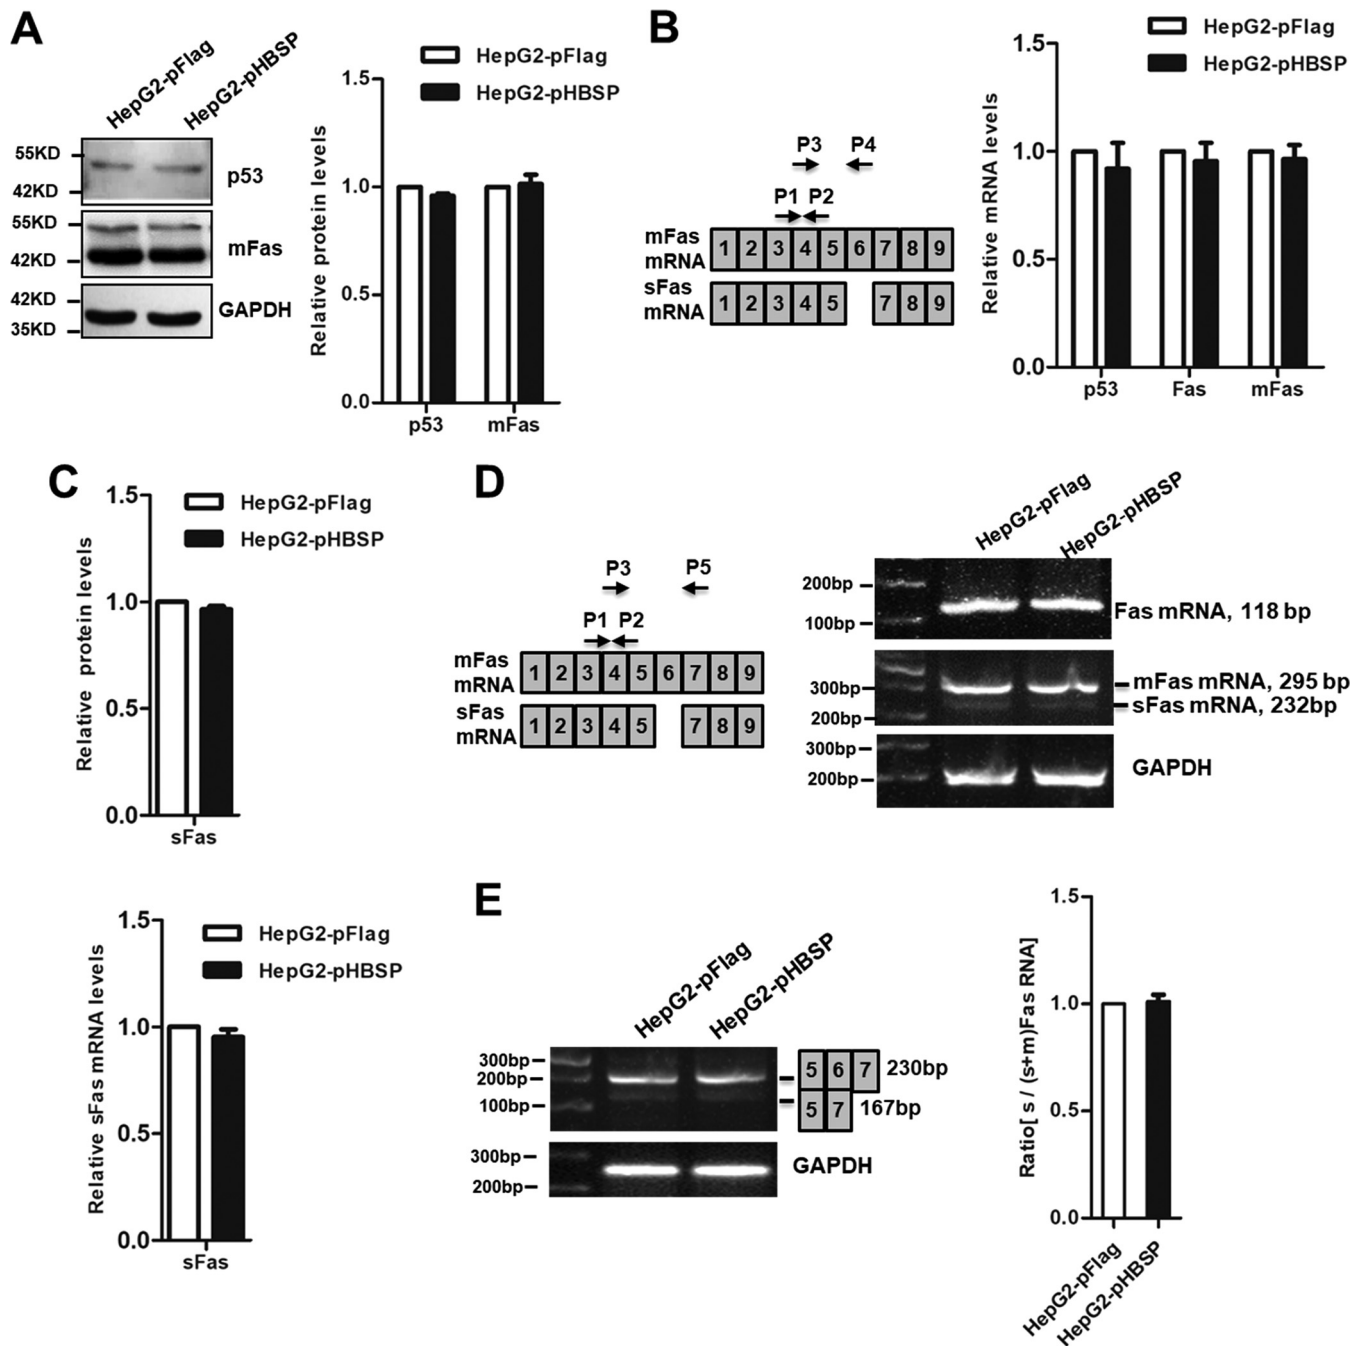 A
HepG2-pFlag
HepG2-pHBSP
55KD
42KD
p53
55KD
42KD
mFas
42KD
35KD
GAPDH
HepG2-pFlag
HepG2-pHBSP
Relative protein levels
1.5
1.0
0.5
0.0
p53 mFas
B
P3 P4
P1 P2
mFas mRNA 1 2 3 4 5 6 7 8 9
sFas mRNA 1 2 3 4 5 7 8 9
HepG2-pFlag
HepG2-pHBSP
Relative mRNA levels
1.5
1.0
0.5
0.0
p53 Fas mFas
C
HepG2-pFlag
HepG2-pHBSP
Relative protein levels
1.5
1.0
0.5
0.0
sFas
HepG2-pFlag
HepG2-pHBSP
Relative sFas mRNA levels
1.5
1.0
0.5
0.0
sFas
D
P3 P5
P1 P2
mFas mRNA 1 2 3 4 5 6 7 8 9
sFas mRNA 1 2 3 4 5 7 8 9
HepG2-pFlag
HepG2-pHBSP
200bp
100bp
Fas mRNA, 118 bp
300bp
200bp
mFas mRNA, 295 bp
sFas mRNA, 232bp
300bp
200bp
GAPDH
E
HepG2-pFlag
HepG2-pHBSP
300bp
200bp
100bp
5 6 7 230bp
5 7 167bp
300bp
200bp
GAPDH
Ratio[ s / (s+m)Fas RNA]
1.5
1.0
0.5
0.0
HepG2-pFlag
HepG2-pHBSP